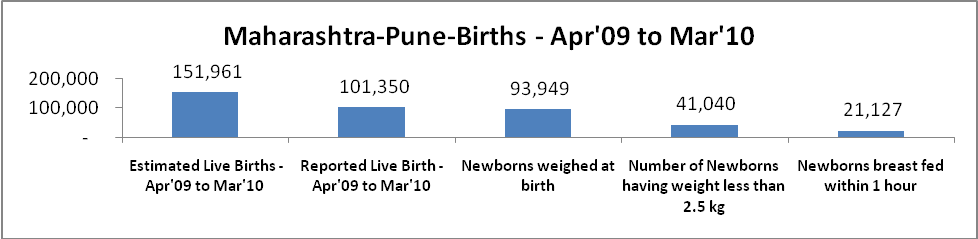 Maharashtra-Pune-Births - Apr'09 to Mar'10
200,000
100,000
-
151,961
101,350
93,949
41,040
21,127
Estimated Live Births -
Apr'09 to Mar'10
Reported Live Birth -
Apr'09 to Mar'10
Newborns weighed at
birth
Number of Newborns
having weight less than
2.5 kg
Newborns breast fed
within 1 hour